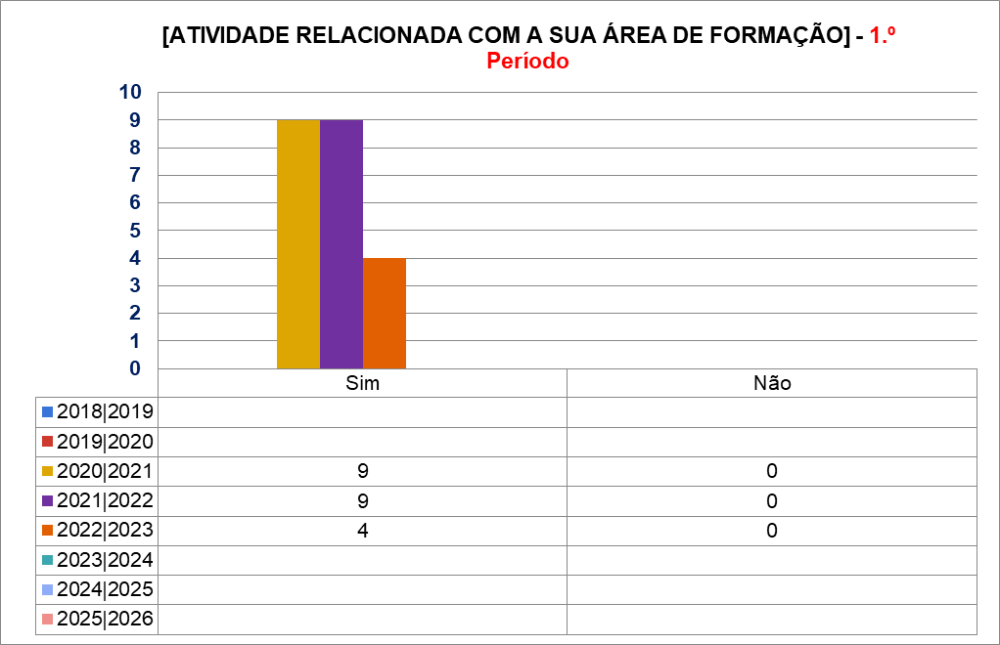 [ATIVIDADE RELACIONADA COM A SUA ÁREA DE FORMAÇÃO] - 1.º
Período
10
9
8
7
6
5
4
3
2
1
0
Sim Não
2018|2019
2019|2020
2020|2021 9 0
2021|2022 9 0
2022|2023 4 0
2023|2024
2024|2025
2025|2026